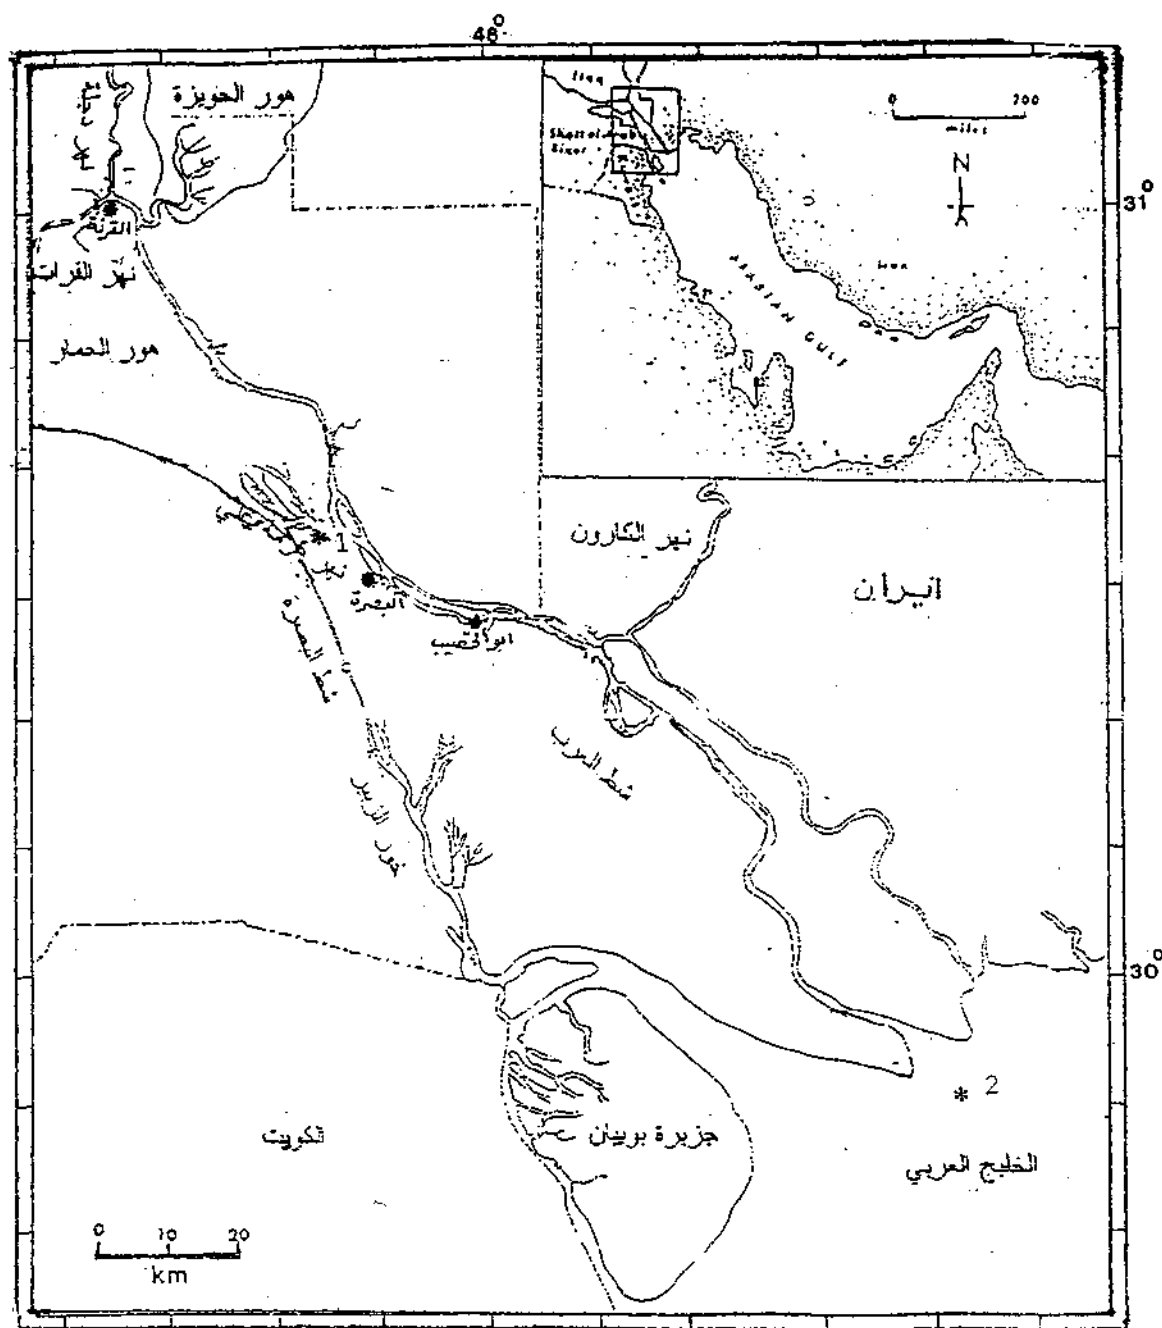 48°
هور الحويزة
نهر دجلة
Iraq
Shatt al-Arab
River
0 200
miles
N
31°
القرنة
نهر الفرات
Iran
ARABIAN GULF
هور الحمار
نهر الكارون
ايران
1
البصرة
ابو الخصيب
شط البصرة
شط العرب
خور الزبير
30°
2
الكويت
جزيرة بوبيان
الخليج العربي
0 10 20
km